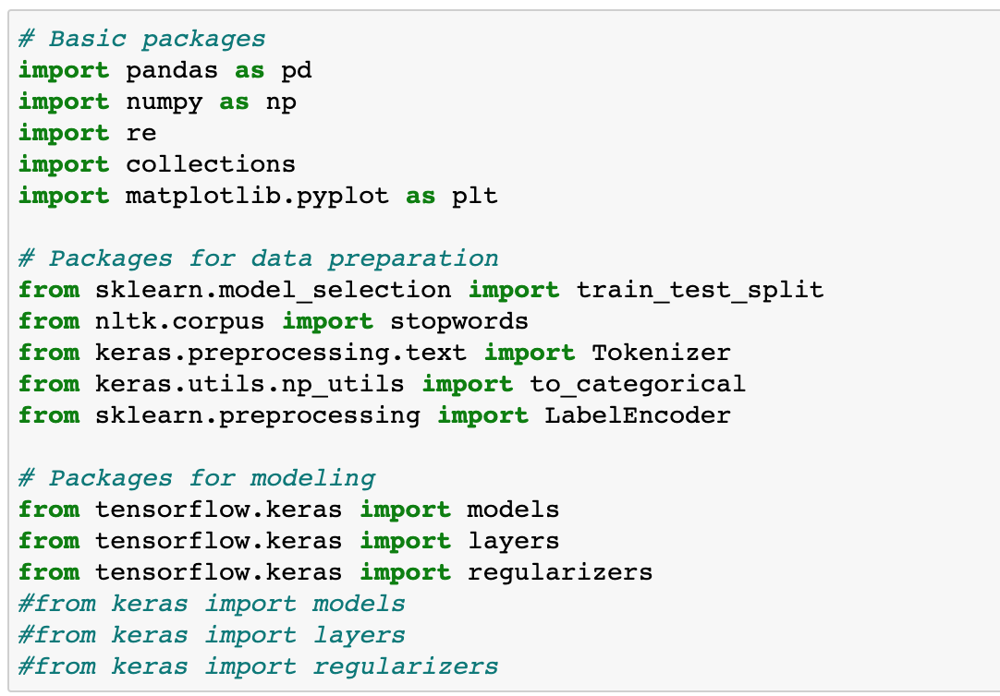 # Basic packages
import pandas as pd
import numpy as np
import re
import collections
import matplotlib.pyplot as plt
# Packages for data preparation
from sklearn.model_selection import train_test_split
from nltk.corpus import stopwords
from keras.preprocessing.text import Tokenizer
from keras.utils.np_utils import to_categorical
from sklearn.preprocessing import LabelEncoder
# Packages for modeling
from tensorflow.keras import models
from tensorflow.keras import layers
from tensorflow.keras import regularizers
#from keras import models
#from keras import layers
#from keras import regularizers